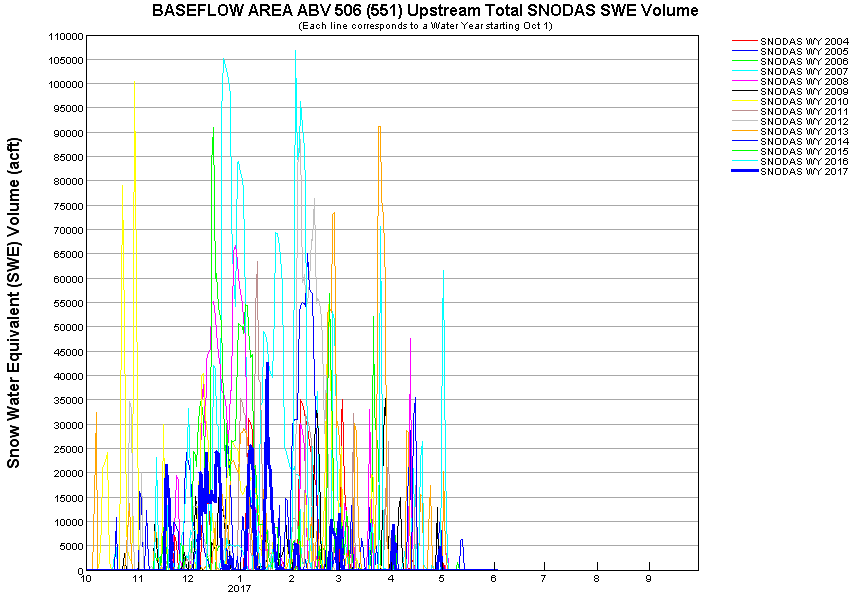 BASEFLOW AREA ABV 506 (551) Upstream Total SNODAS SWE Volume
(Each line corresponds to a Water Year starting Oct 1)
Snow Water Equivalent (SWE) Volume (acft)
110000
105000
100000
95000
90000
85000
80000
75000
70000
65000
60000
55000
50000
45000
40000
35000
30000
25000
20000
15000
10000
5000
0
10 11 12 1 2 3 4 5 6 7 8 9
2017
SNODAS WY 2004
SNODAS WY 2005
SNODAS WY 2006
SNODAS WY 2007
SNODAS WY 2008
SNODAS WY 2009
SNODAS WY 2010
SNODAS WY 2011
SNODAS WY 2012
SNODAS WY 2013
SNODAS WY 2014
SNODAS WY 2015
SNODAS WY 2016
SNODAS WY 2017